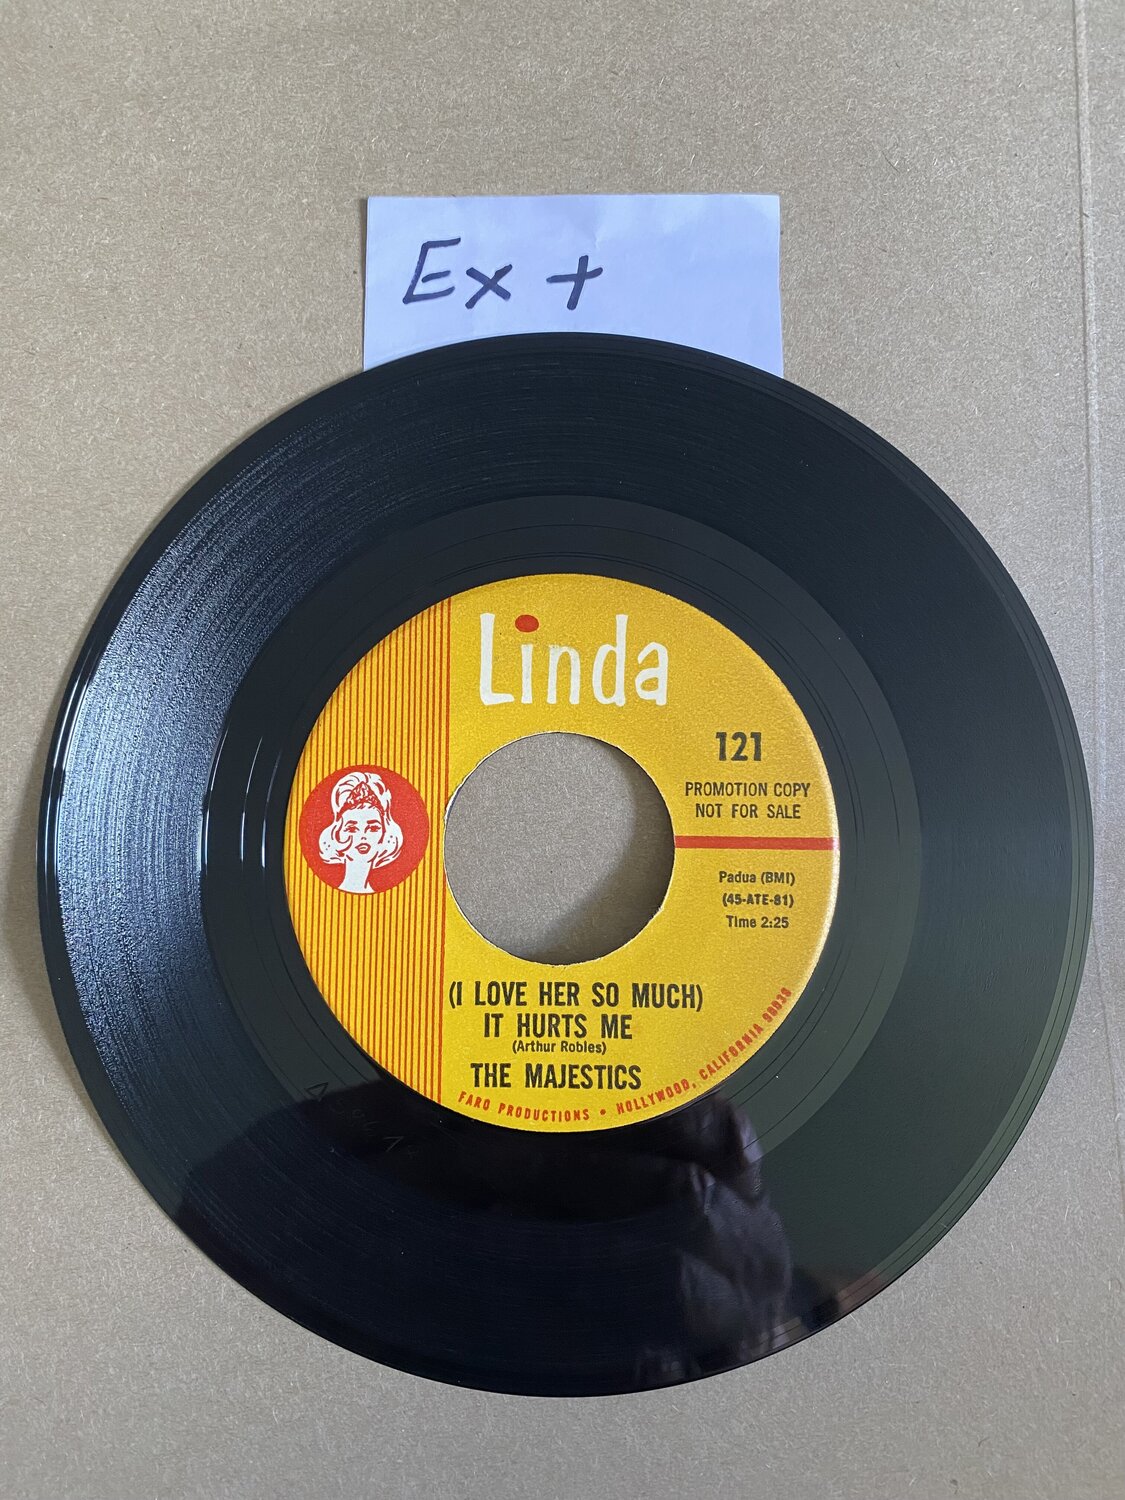 Ex +
Linda
121
PROMOTION COPY
NOT FOR SALE
Padua (BMI)
(45-ATE-81)
Time 2:25
(I LOVE HER SO MUCH)
IT HURTS ME
(Arthur Robles)
THE MAJESTICS
FARO PRODUCTIONS • HOLLYWOOD, CALIFORNIA 90038